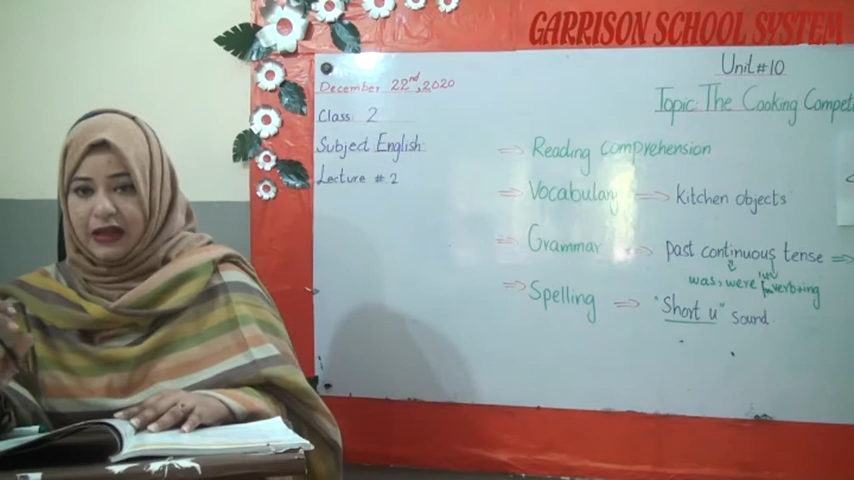 GARRISON SCHOOL SYSTEM
December 22nd, 2020
Class: 2
Subject English
Lecture # 2
Unit #10
Topic: The Cooking Compet
⇒ Reading comprehension
⇒ Vocabulary ⇒ kitchen objects
⇒ Grammar ⇒ past continuous tense ⇒
was, were verb+ing
⇒ Spelling ⇒ "Short u" Sound